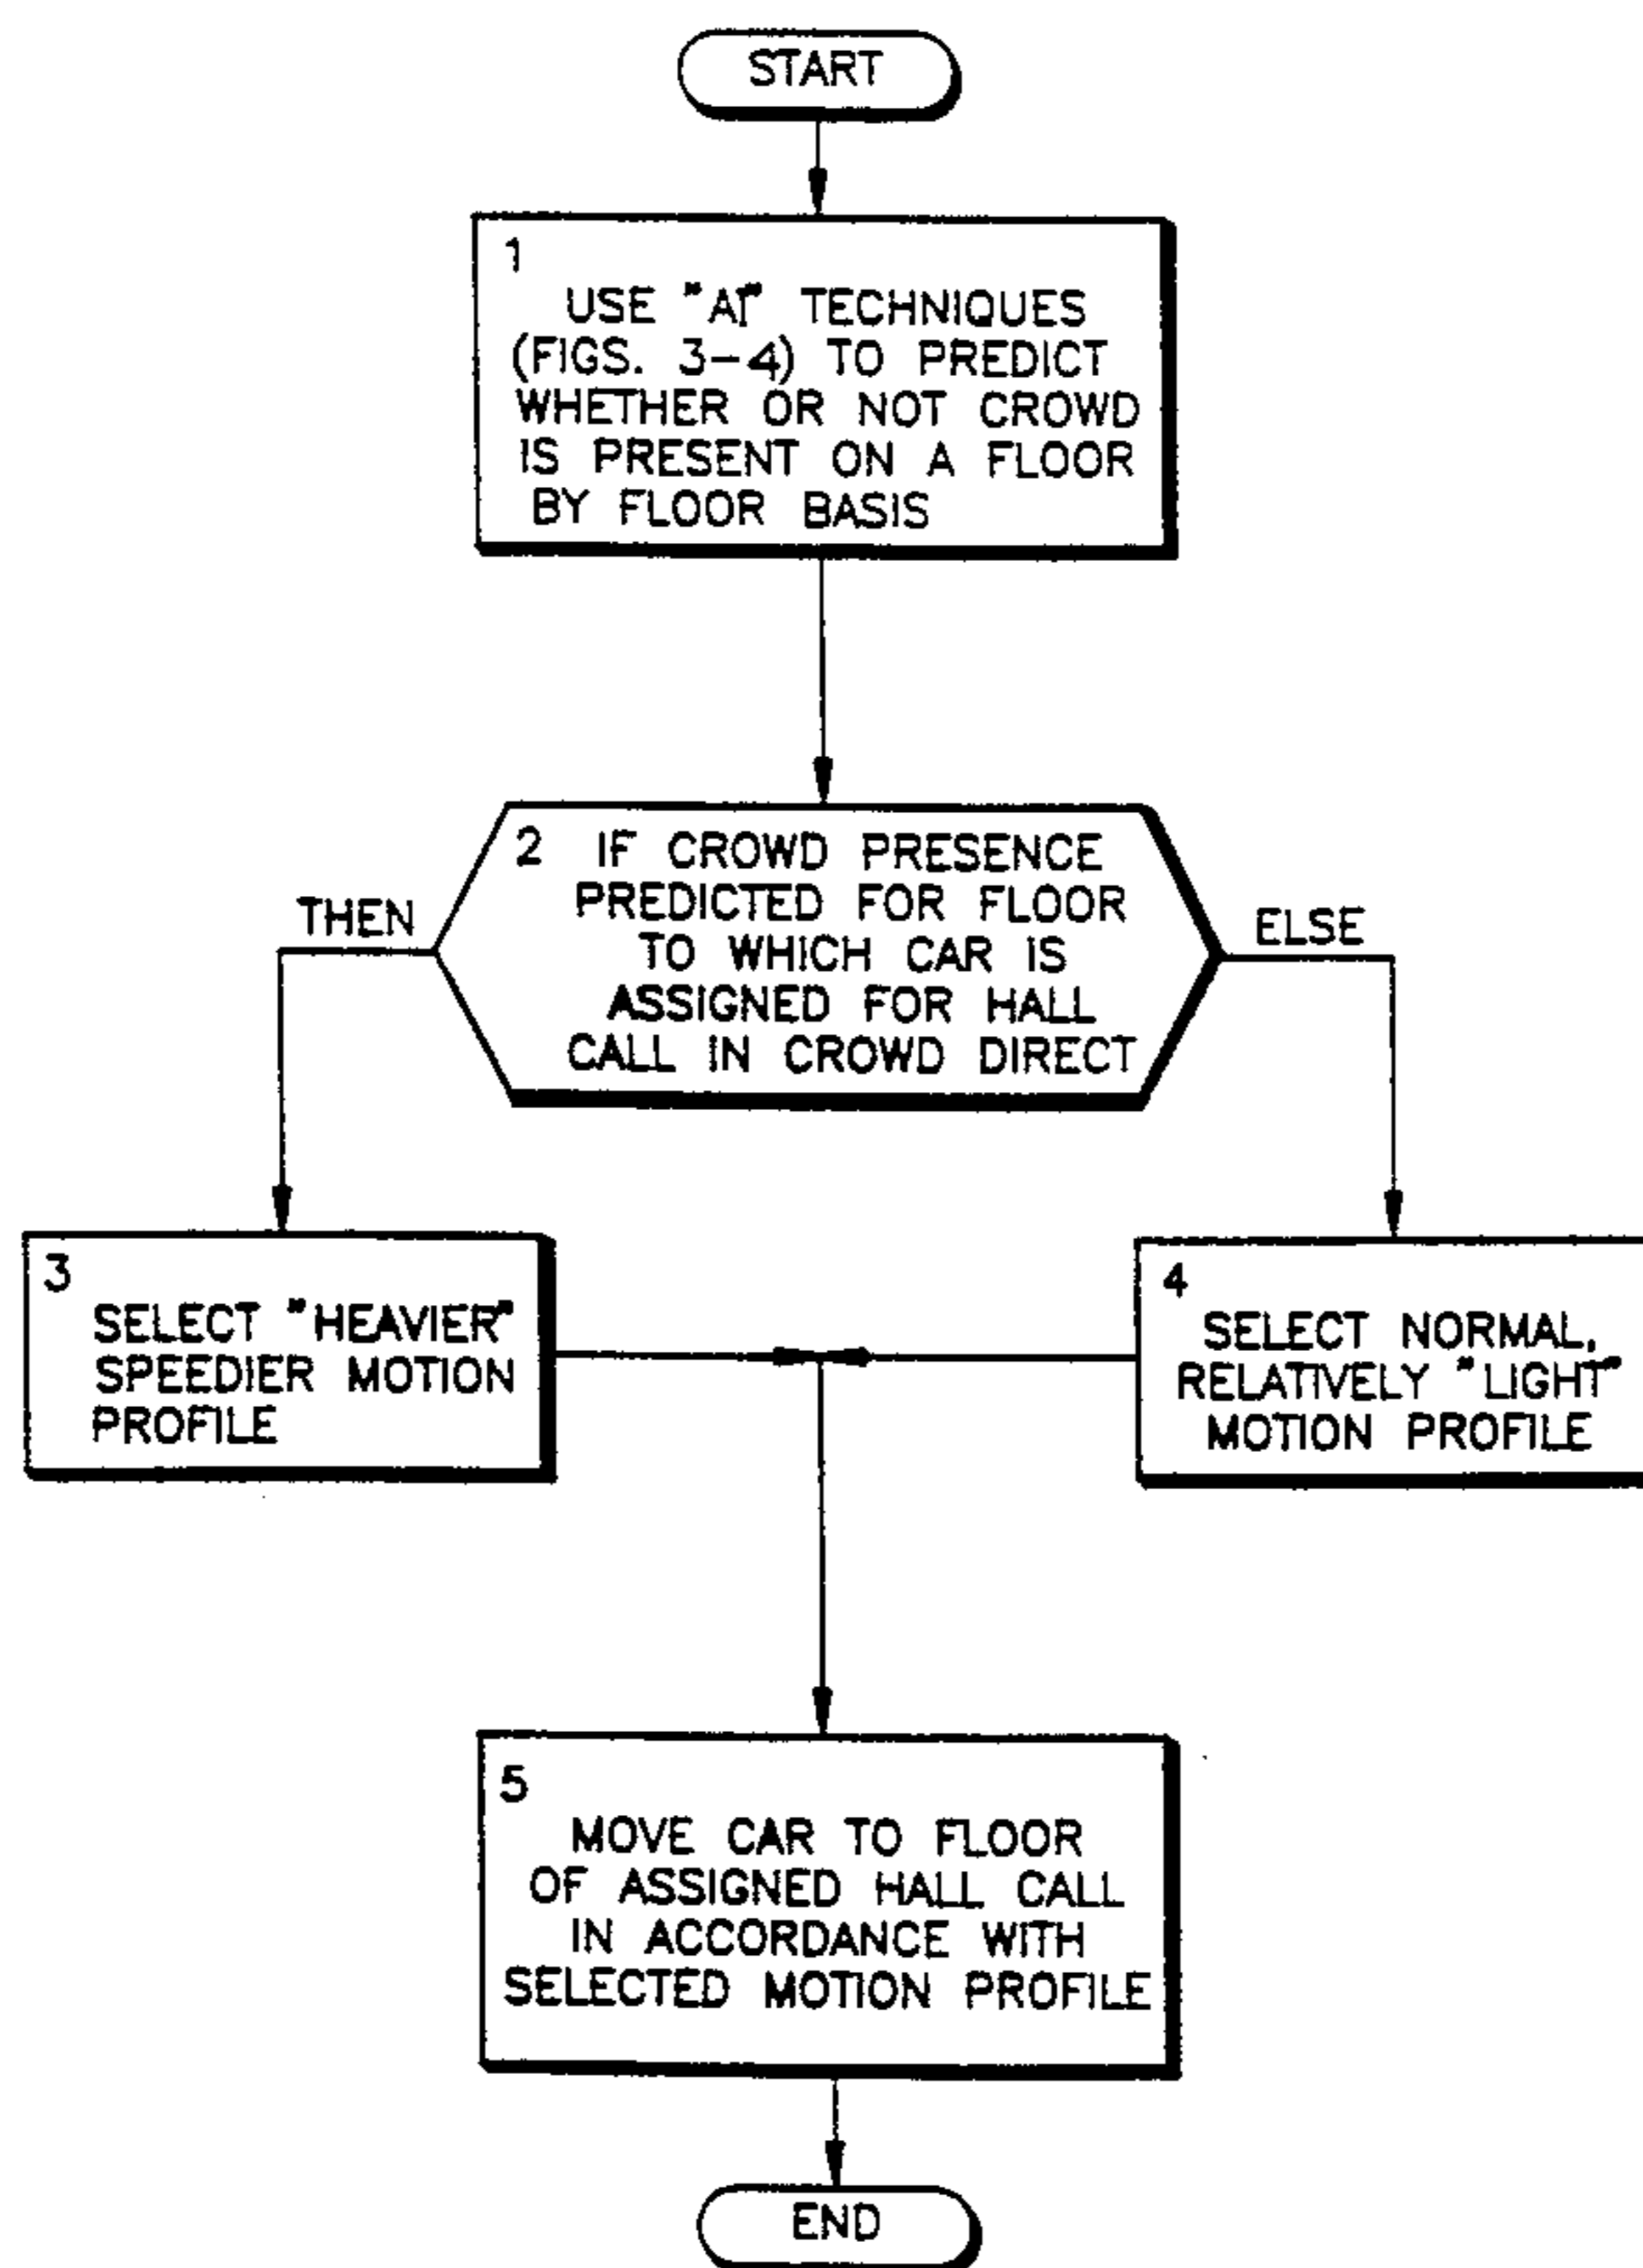 START
1
USE "AI" TECHNIQUES
(FIGS. 3-4) TO PREDICT
WHETHER OR NOT CROWD
IS PRESENT ON A FLOOR
BY FLOOR BASIS
2 IF CROWD PRESENCE
PREDICTED FOR FLOOR
TO WHICH CAR IS
ASSIGNED FOR HALL
CALL IN CROWD DIRECT
THEN
ELSE
3
SELECT "HEAVIER"
SPEEDIER MOTION
PROFILE
4
SELECT NORMAL,
RELATIVELY "LIGHT"
MOTION PROFILE
5
MOVE CAR TO FLOOR
OF ASSIGNED HALL CALL
IN ACCORDANCE WITH
SELECTED MOTION PROFILE
END